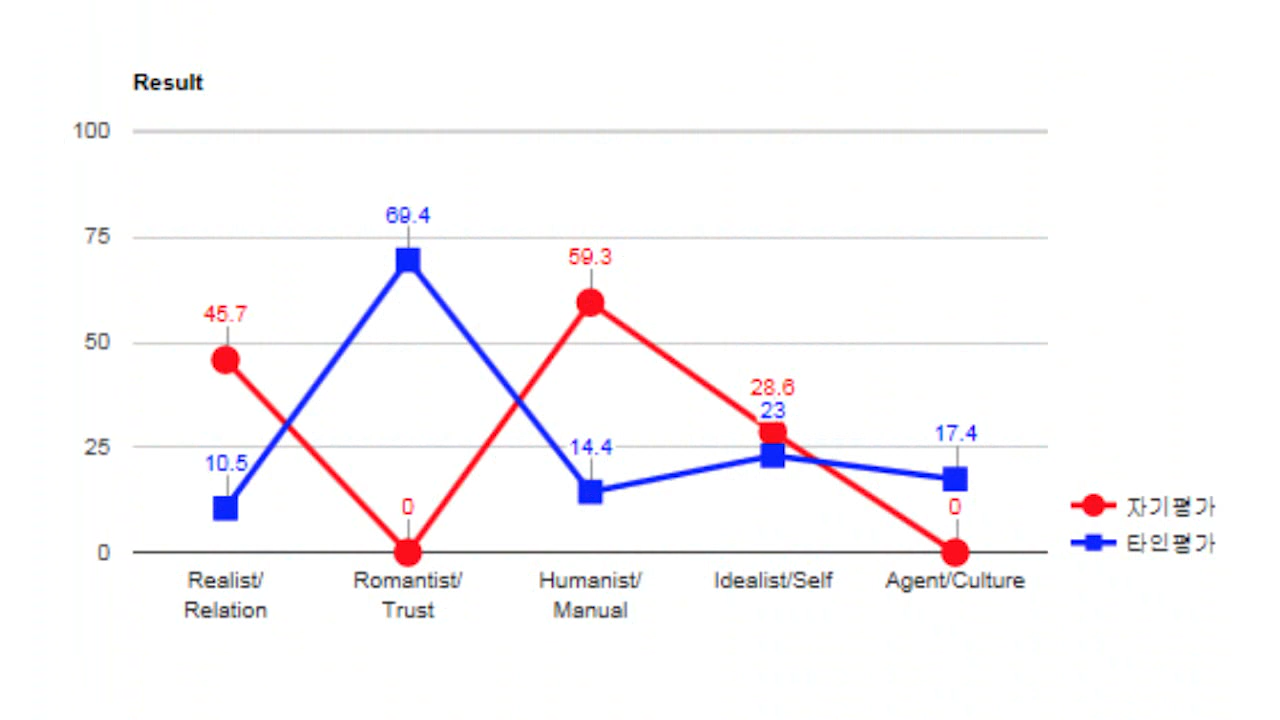 Result
100
75
50
25
0
45.7
10.5
69.4
0
59.3
14.4
28.6
23
17.4
0
Realist/
Relation
Romantist/
Trust
Humanist/
Manual
Idealist/Self
Agent/Culture
자기평가
타인평가